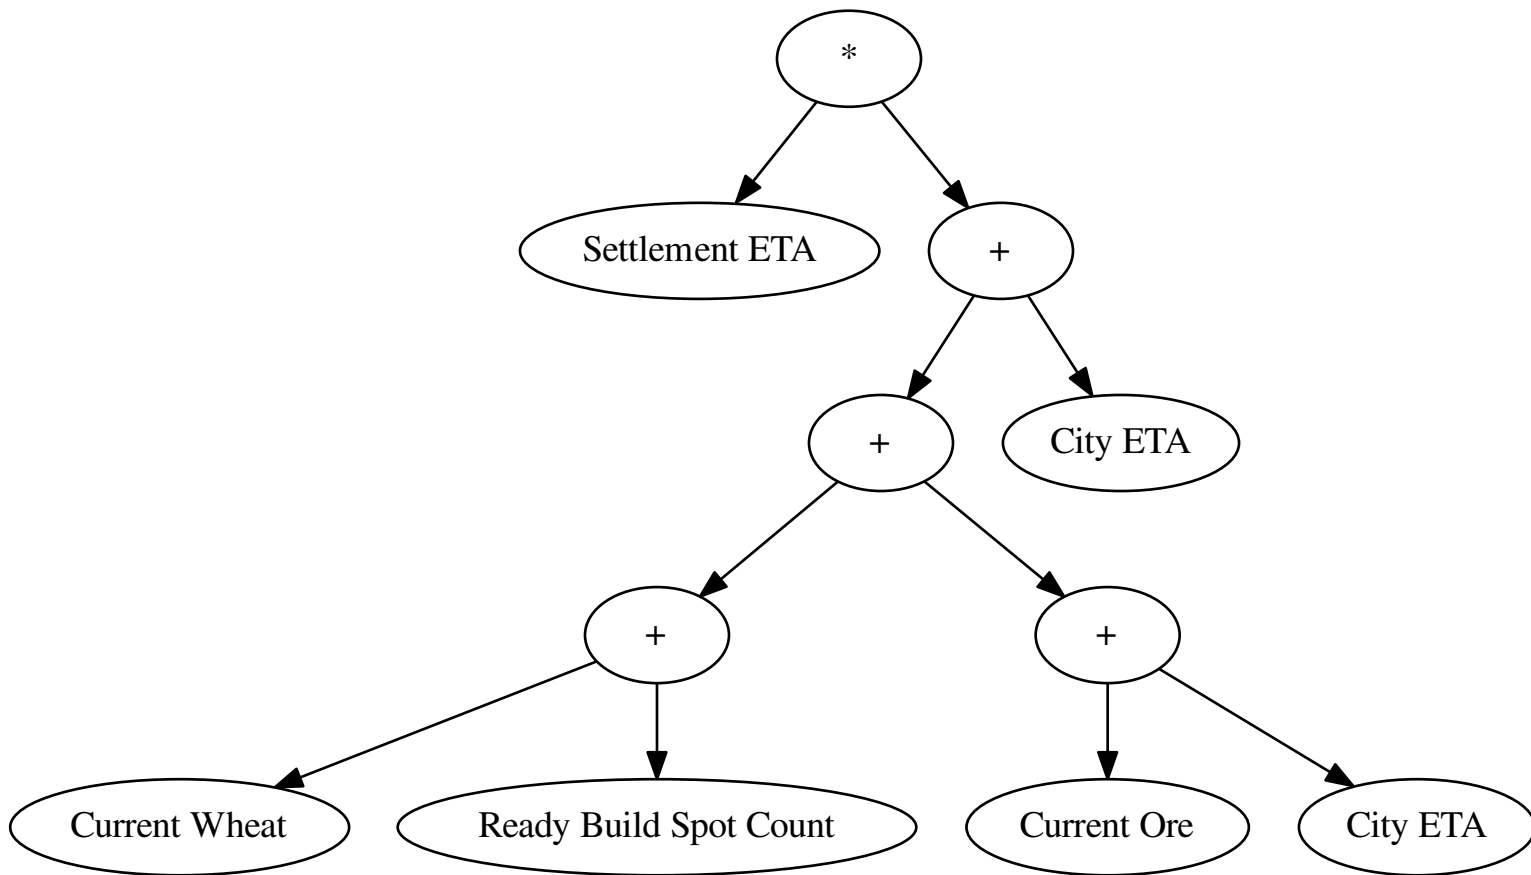 *
Settlement ETA
+
+
City ETA
+
+
Current Wheat
Ready Build Spot Count
Current Ore
City ETA